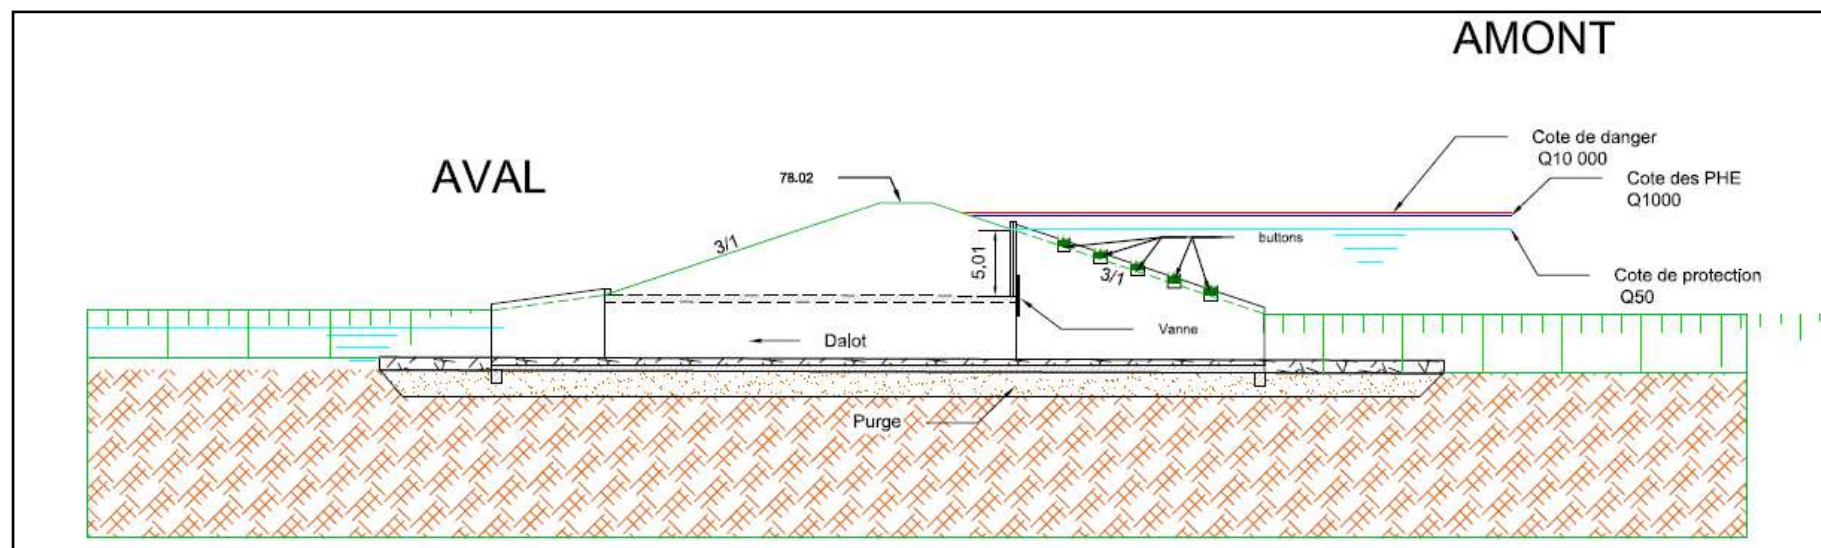 AMONT
Cote de danger
Q10 000
AVAL
78.02
Cote des PHE
Q1000
3/1
buttons
5,01
3/1
Cote de protection
Q50
Vanne
Dalot
Purge